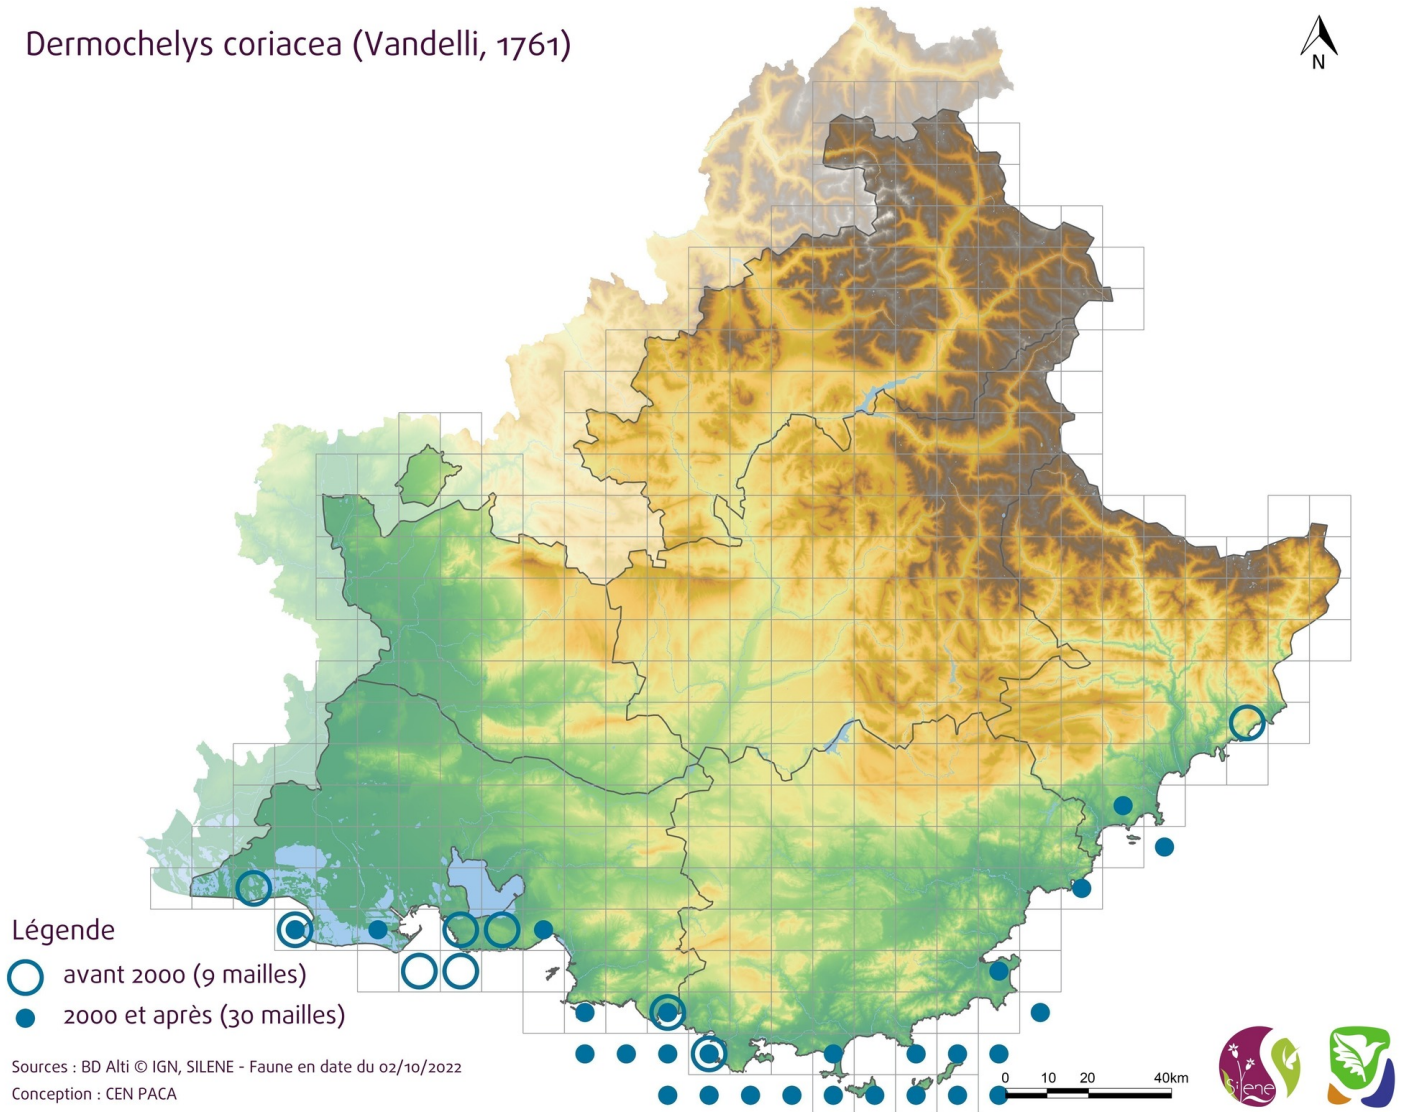 Dermochelys coriacea (Vandelli, 1761)
N
Légende
avant 2000 (9 mailles)
2000 et après (30 mailles)
Sources : BD Alti © IGN, SILENE - Faune en date du 02/10/2022
Conception : CEN PACA
0 10 20 40km
Silene